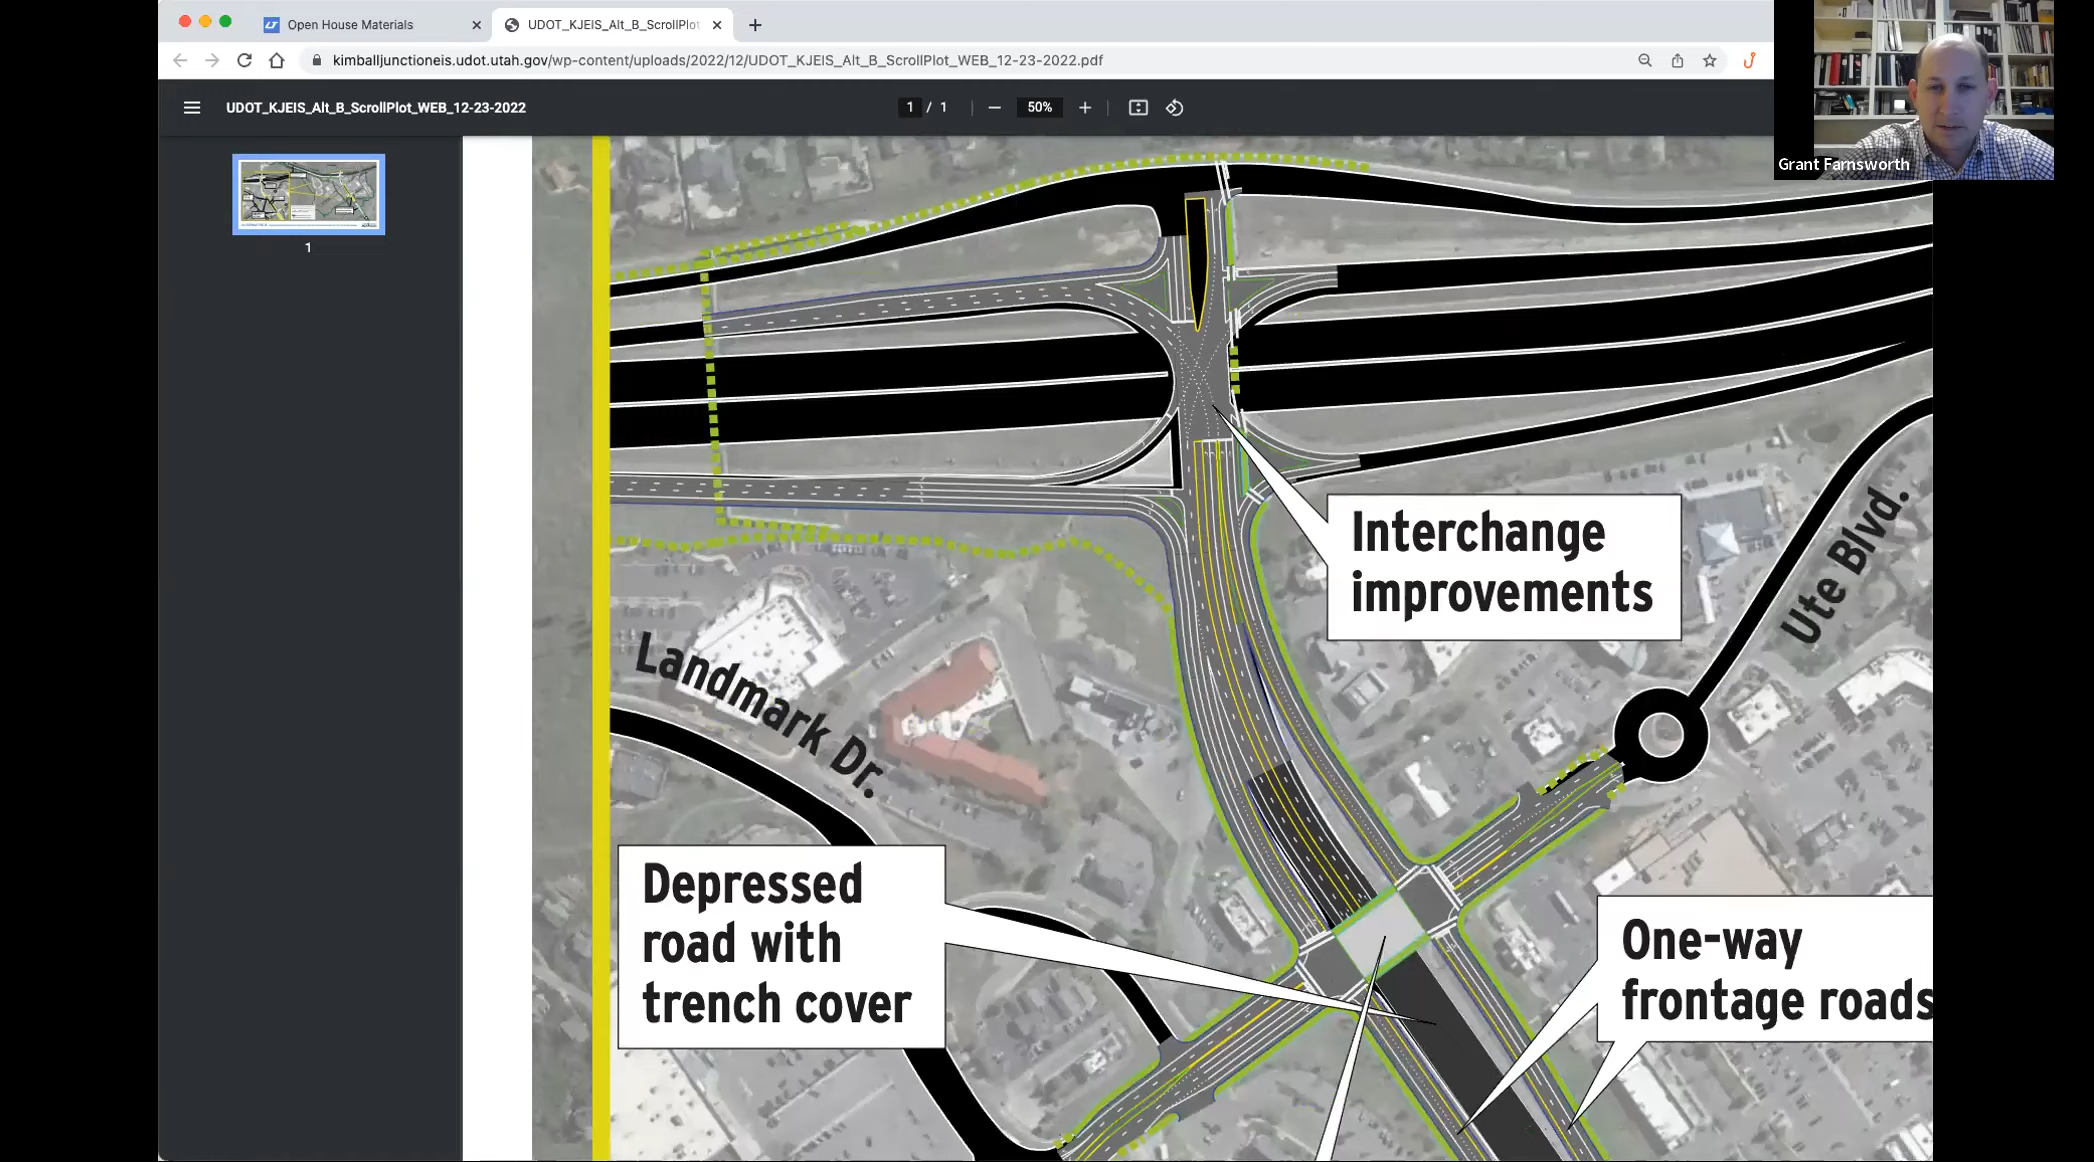 Open House Materials
UDOT_KJEIS_Alt_B_ScrollPlot
kimballjunctioneis.udot.utah.gov/wp-content/uploads/2022/12/UDOT_KJEIS_Alt_B_ScrollPlot_WEB_12-23-2022.pdf
UDOT_KJEIS_Alt_B_ScrollPlot_WEB_12-23-2022
1 / 1
50%
Grant Farnsworth
1
Interchange
improvements
Ute Blvd.
Landmark Dr.
Depressed
road with
trench cover
One-way
frontage roads